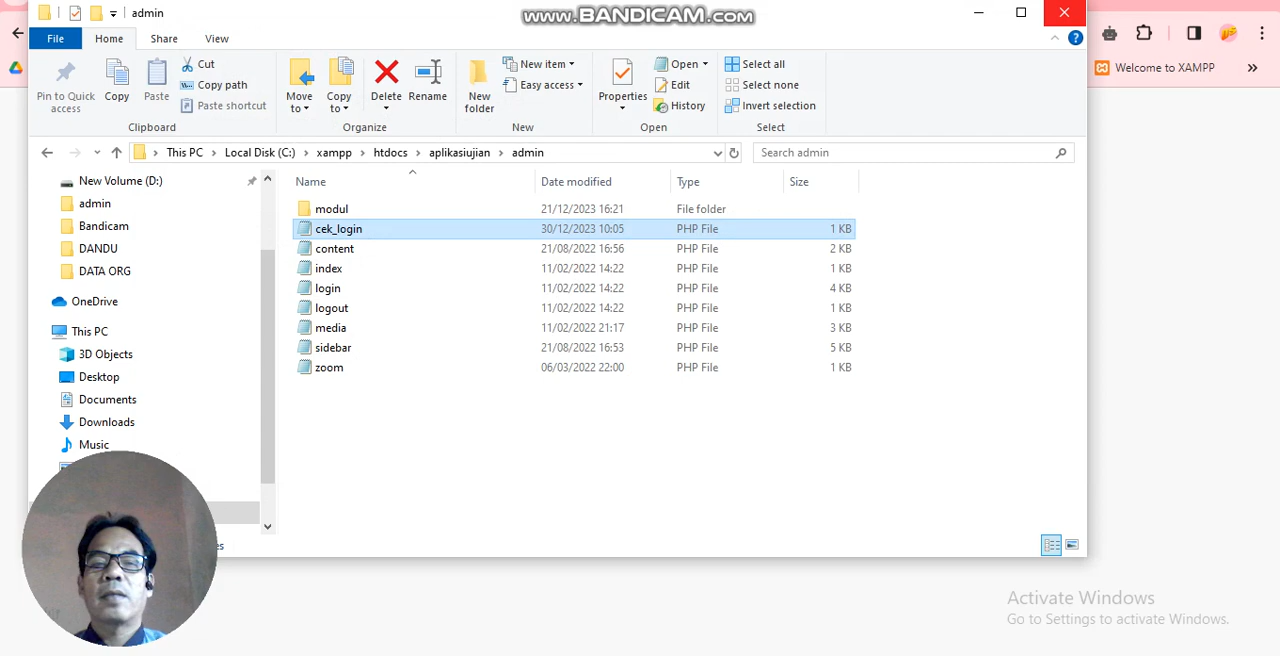 admin
www.BANDICAM.com
File Home Share View
Pin to Quick access
Copy
Paste
Cut
Copy path
Paste shortcut
Clipboard
Move to
Copy to
Delete
Rename
Organize
New folder
New item
Easy access
New
Properties
Open
Edit
History
Open
Select all
Select none
Invert selection
Select
Welcome to XAMPP
This PC > Local Disk (C:) > xampp > htdocs > aplikasiujian > admin
Search admin
New Volume (D:)
admin
Bandicam
DANDU
DATA ORG
OneDrive
This PC
3D Objects
Desktop
Documents
Downloads
Music
Name Date modified Type Size
modul 21/12/2023 16:21 File folder
cek_login 30/12/2023 10:05 PHP File 1 KB
content 21/08/2022 16:56 PHP File 2 KB
index 11/02/2022 14:22 PHP File 1 KB
login 11/02/2022 14:22 PHP File 4 KB
logout 11/02/2022 14:22 PHP File 1 KB
media 11/02/2022 21:17 PHP File 3 KB
sidebar 21/08/2022 16:53 PHP File 5 KB
zoom 06/03/2022 22:00 PHP File 1 KB
Activate Windows
Go to Settings to activate Windows.